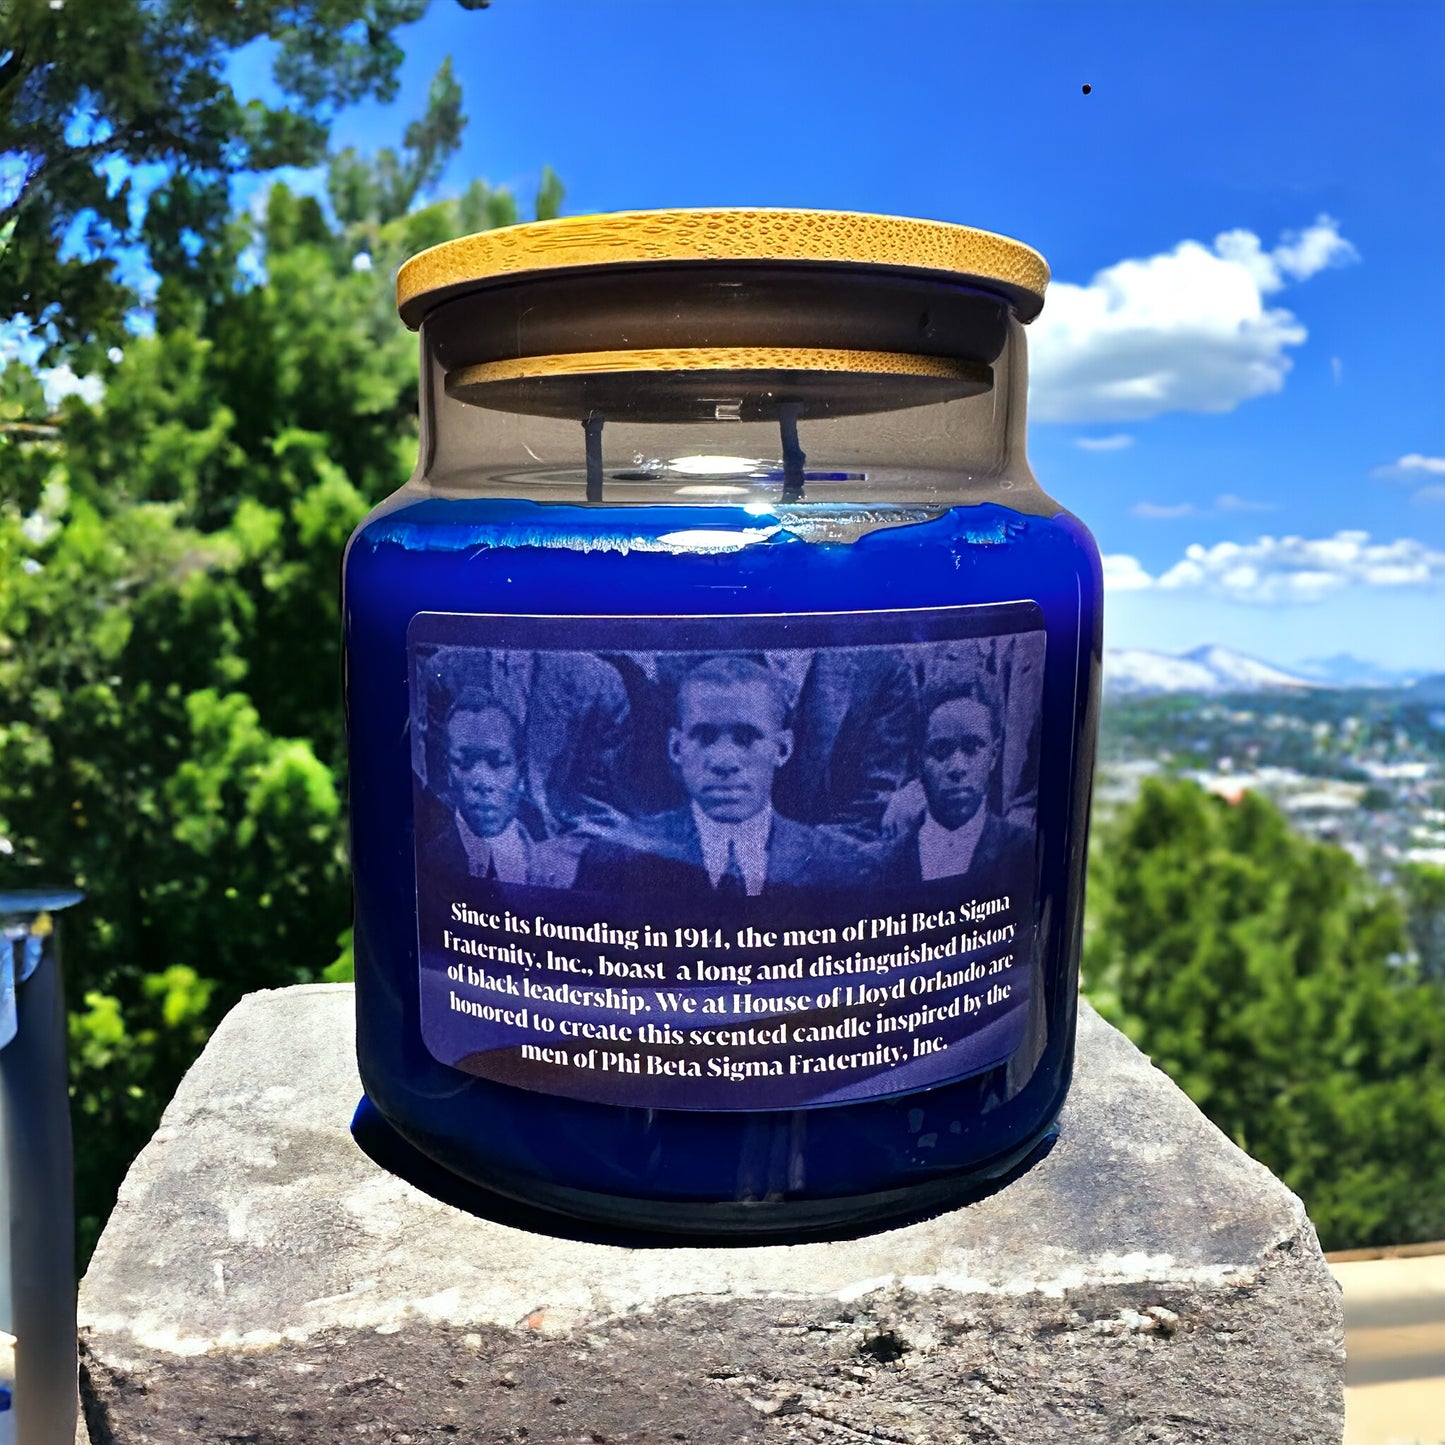 Since its founding in 1914, the men of Phi Beta Sigma
Fraternity, Inc., boast a long and distinguished history
of black leadership. We at House of Lloyd Orlando are
honored to create this scented candle inspired by the
men of Phi Beta Sigma Fraternity, Inc.